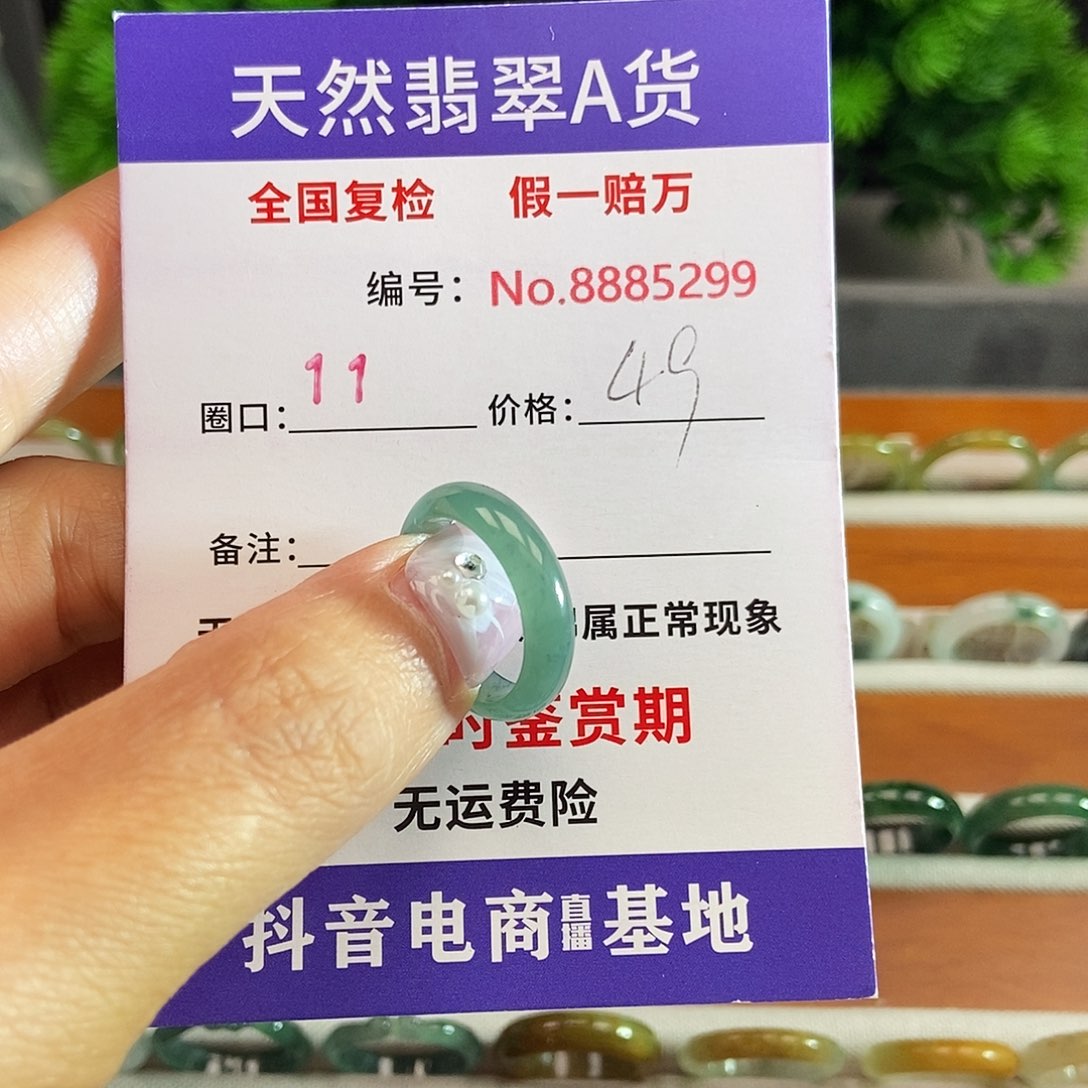 天然翡翠A货
全国复检 假一赔万
编号：No.8885299
圈口：11 价格：49
备注：
属正常现象
时鉴赏期
无运费险
抖音电商直播基地